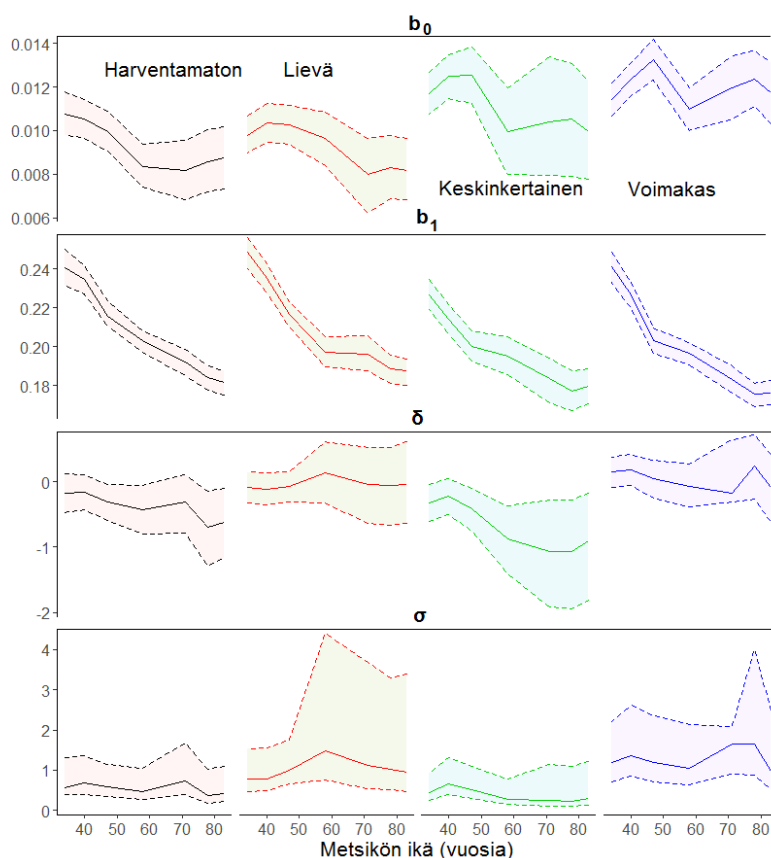 b0
0.014
0.012
0.010
0.008
0.006
Harventamaton
Lievä
Keskinkertainen
Voimakas
b1
0.24
0.22
0.20
0.18
δ
0
-1
-2
σ
4
3
2
1
0
40 50 60 70 80 40 50 60 70 80 40 50 60 70 80 40 50 60 70 80
Metsikön ikä (vuosia)